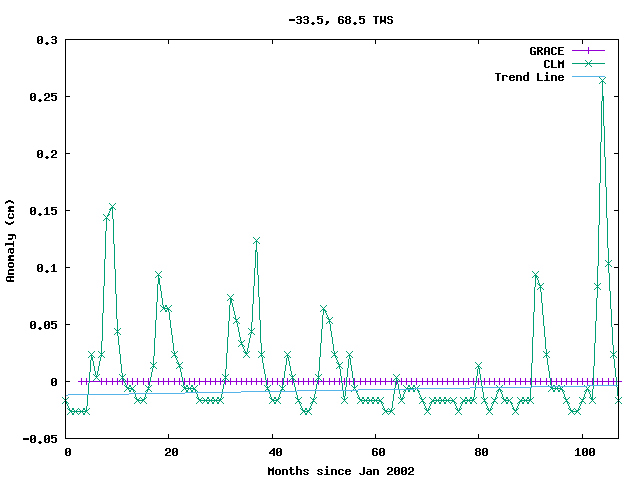 -33.5, 68.5 TWS
GRACE
CLM
Trend Line
0.3
0.25
0.2
0.15
0.1
0.05
0
-0.05
Anomaly (cm)
0 20 40 60 80 100
Months since Jan 2002